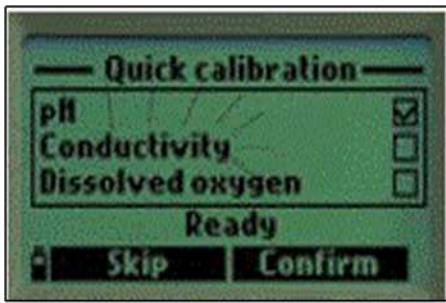 Quick calibration
pH
Conductivity
Dissolved oxygen
Ready
Skip Confirm